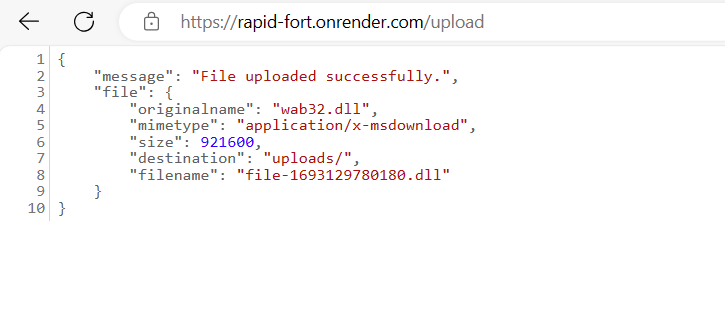 https://rapid-fort.onrender.com/upload
1 {
2 "message": "File uploaded successfully.",
3 "file": {
4 "originalname": "wab32.dll",
5 "mimetype": "application/x-msdownload",
6 "size": 921600,
7 "destination": "uploads/",
8 "filename": "file-1693129780180.dll"
9 }
10 }